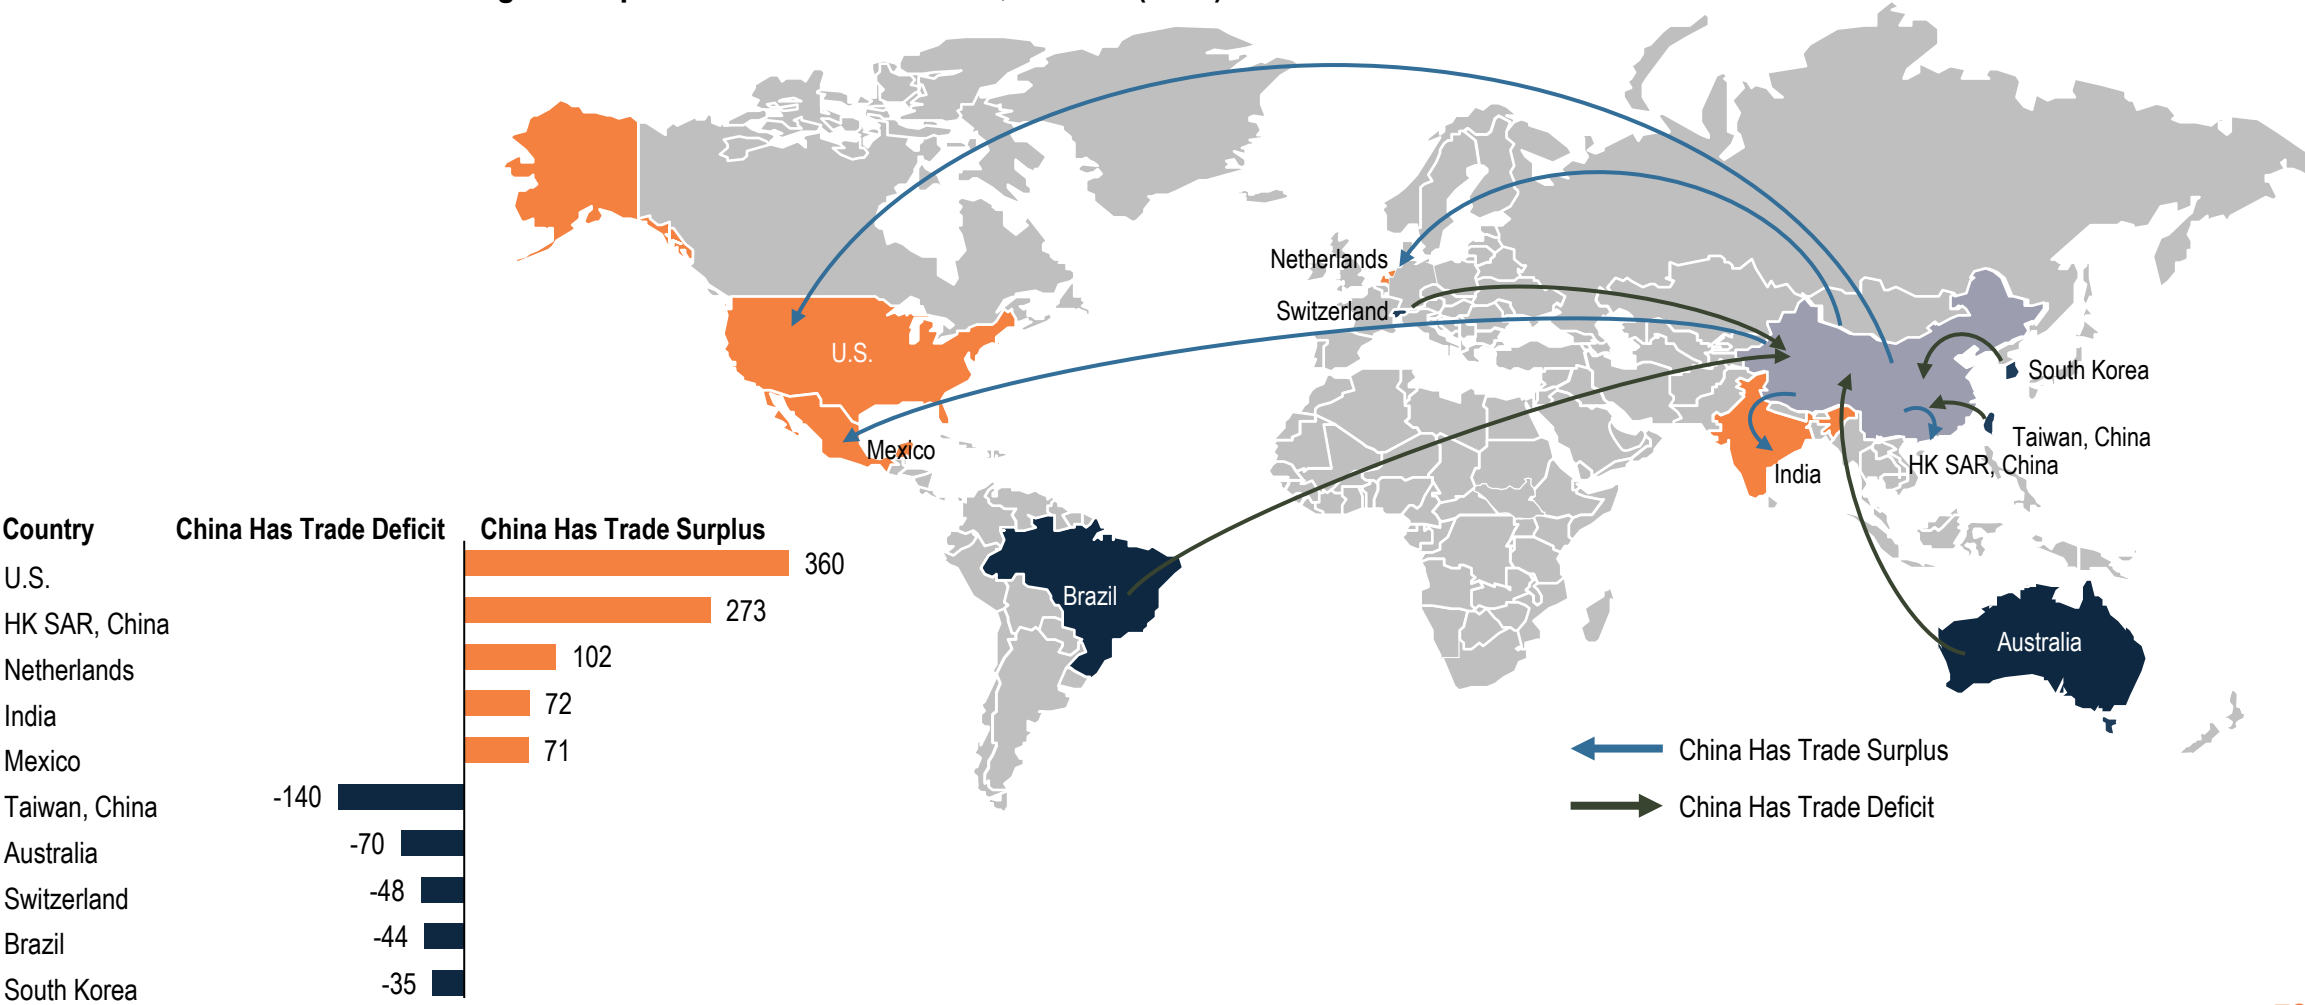 Netherlands
Switzerland
U.S.
Mexico
South Korea
Taiwan, China
HK SAR, China
India
Brazil
Australia
China Has Trade Surplus
China Has Trade Deficit
Country China Has Trade Deficit China Has Trade Surplus
U.S. 360
HK SAR, China 273
Netherlands 102
India 72
Mexico 71
Taiwan, China -140
Australia -70
Switzerland -48
Brazil -44
South Korea -35